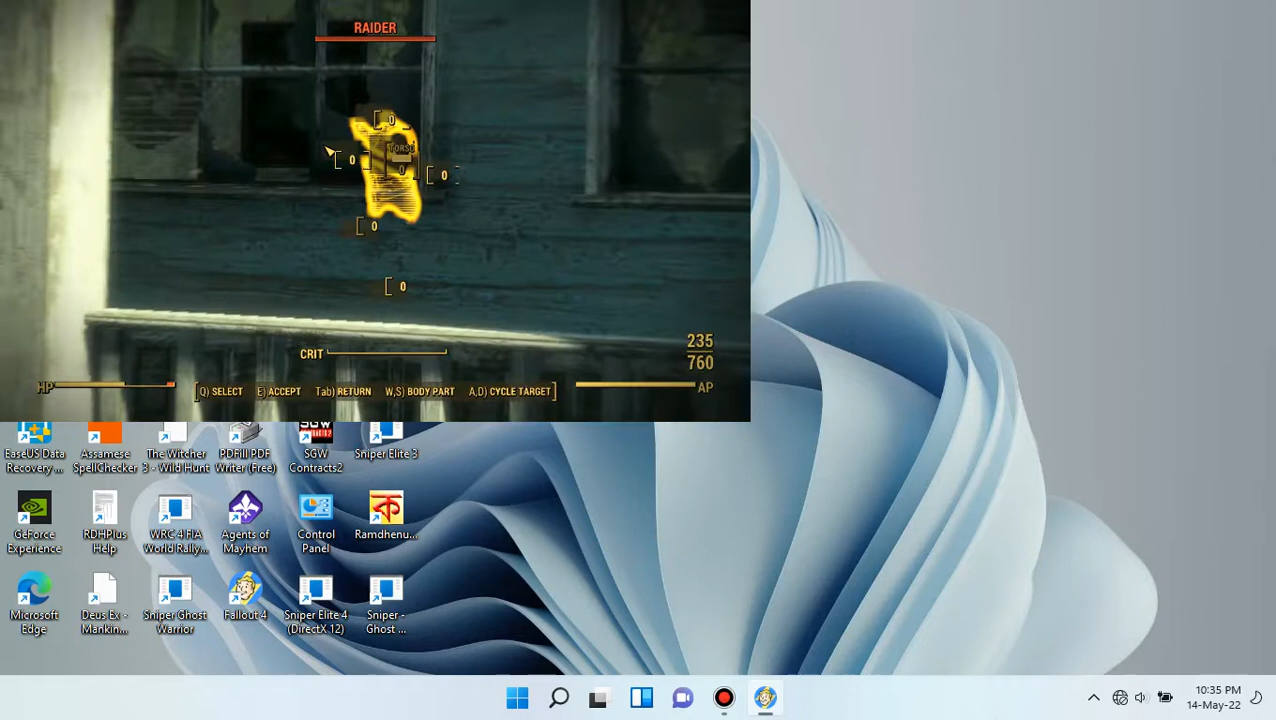 RAIDER
0
0
TORSO
0
0
0
0
CRIT
235
760
HP
Q) SELECT E) ACCEPT Tab) RETURN W,S) BODY PART A,D) CYCLE TARGET
AP
EaseUS Data
Recovery ...
Assamese
SpellChecker
The Witcher
3 - Wild Hunt
PDFill PDF
Writer (Free)
SGW
Contracts2
Sniper Elite 3
GeForce
Experience
RDHPlus
Help
WRC 4 FIA
World Rally...
Agents of
Mayhem
Control
Panel
Ramdhenu...
Microsoft
Edge
Deus Ex -
Mankin...
Sniper Ghost
Warrior
Fallout 4
Sniper Elite 4
(DirectX 12)
Sniper -
Ghost ...
10:35 PM
14-May-22